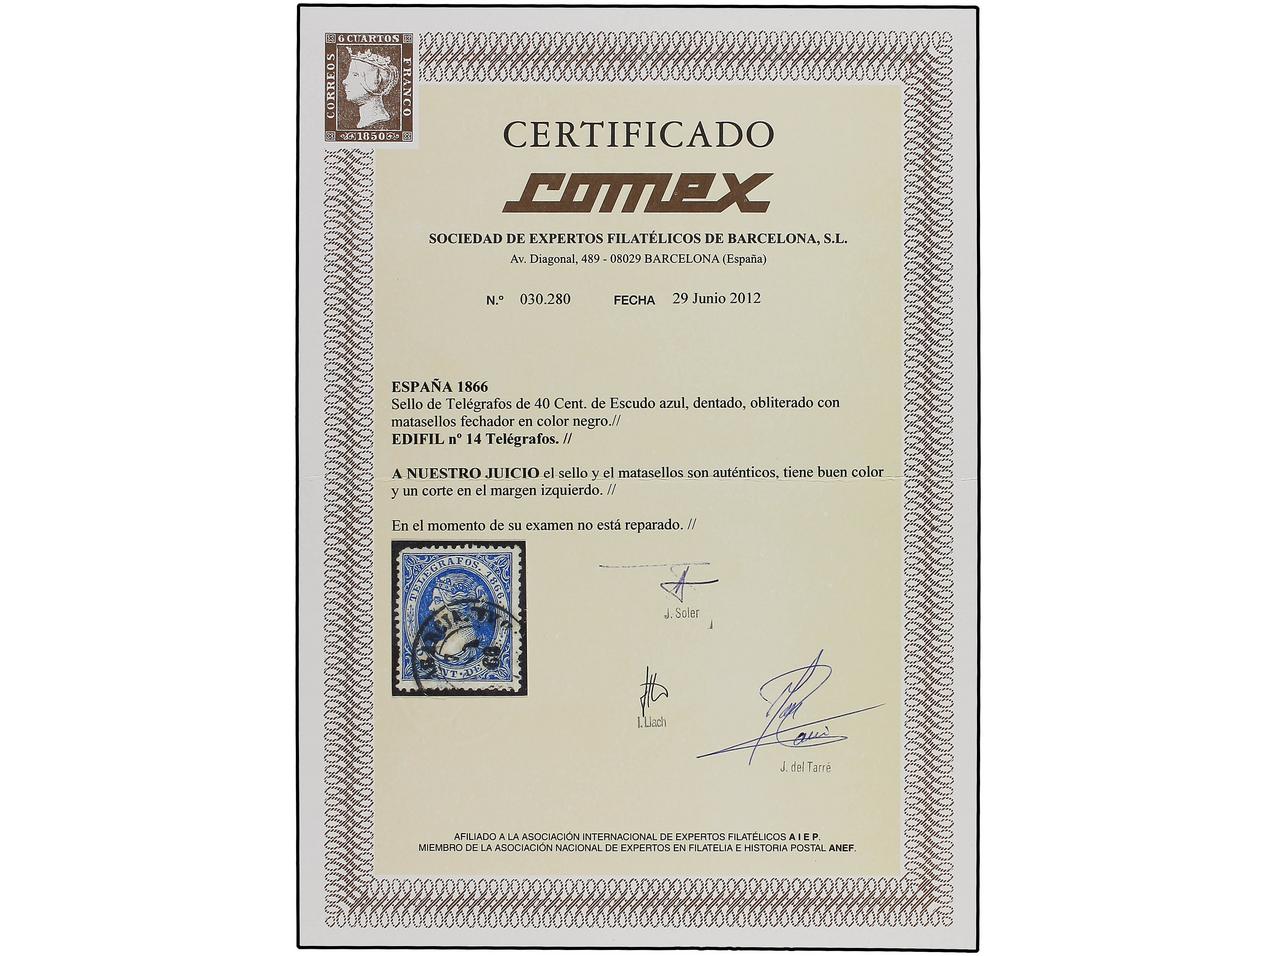 6 CUARTOS
CORREOS
FRANCO
1850
CERTIFICADO
comex
SOCIEDAD DE EXPERTOS FILATÉLICOS DE BARCELONA, S.L.
Av. Diagonal, 489 - 08029 BARCELONA (España)
N.º 030.280 FECHA 29 Junio 2012
ESPAÑA 1866
Sello de Telégrafos de 40 Cent. de Escudo azul, dentado, obliterado con
matasellos fechador en color negro.//
EDIFIL nº 14 Telégrafos. //
A NUESTRO JUICIO el sello y el matasellos son auténticos, tiene buen color
y un corte en el margen izquierdo. //
En el momento de su examen no está reparado. //
TELEGRAFOS. 1866.
NT. DE
68
J. Soler
I. Llach
J. del Tarré
AFILIADO A LA ASOCIACIÓN INTERNACIONAL DE EXPERTOS FILATÉLICOS A I E P.
MIEMBRO DE LA ASOCIACIÓN NACIONAL DE EXPERTOS EN FILATELIA E HISTORIA POSTAL ANEF.